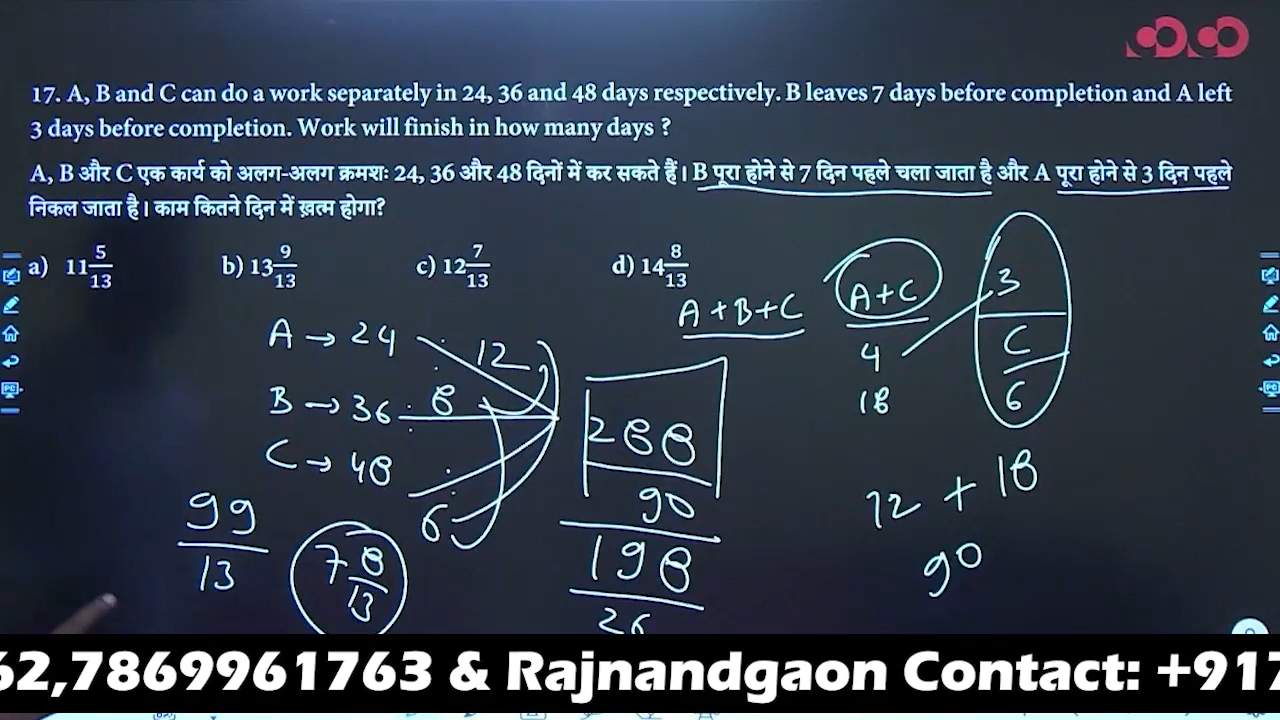 17. A, B and C can do a work separately in 24, 36 and 48 days respectively. B leaves 7 days before completion and A left
3 days before completion. Work will finish in how many days ?
A, B और C एक कार्य को अलग-अलग क्रमशः 24, 36 और 48 दिनों में कर सकते हैं। B पूरा होने से 7 दिन पहले चला जाता है और A पूरा होने से 3 दिन पहले
निकल जाता है। काम कितने दिन में ख़त्म होगा?
a) 11 5/13 b) 13 9/13 c) 12 7/13 d) 14 8/13
A+B+C A+C 3
A → 24 12 4 C
B → 36 8 18 6
C → 48 6 288
90 72 + 18
99/13 7 8/13 198 90
26
62,7869961763 & Rajnandgaon Contact: +917